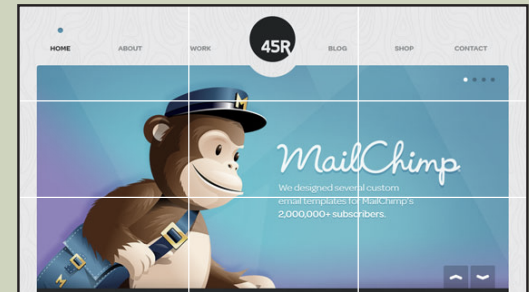 HOME ABOUT WORK 45R BLOG SHOP CONTACT
M
MailChimp
We designed several custom
email templates for MailChimp's
2,000,000+ subscribers.